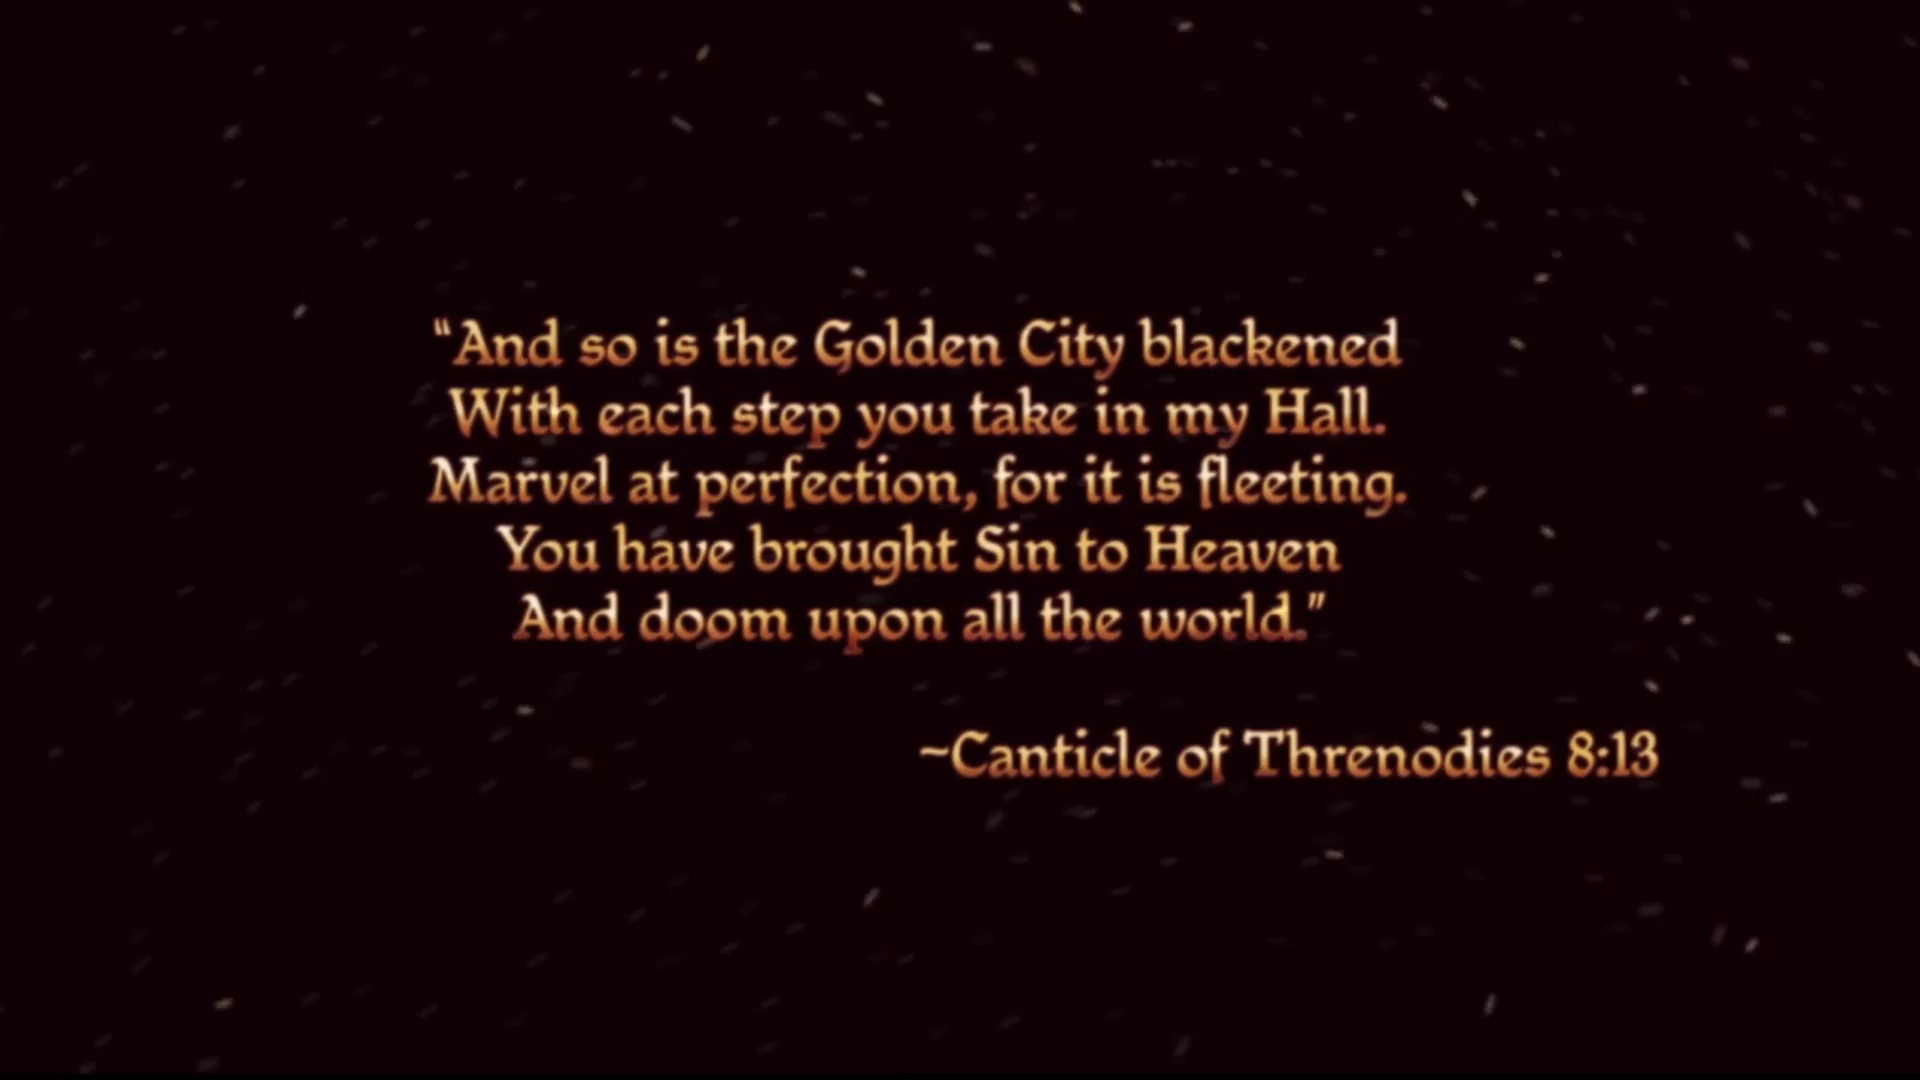 “And so is the Golden City blackened
With each step you take in my Hall.
Marvel at perfection, for it is fleeting.
You have brought Sin to Heaven
And doom upon all the world.”
~Canticle of Threnodies 8:13